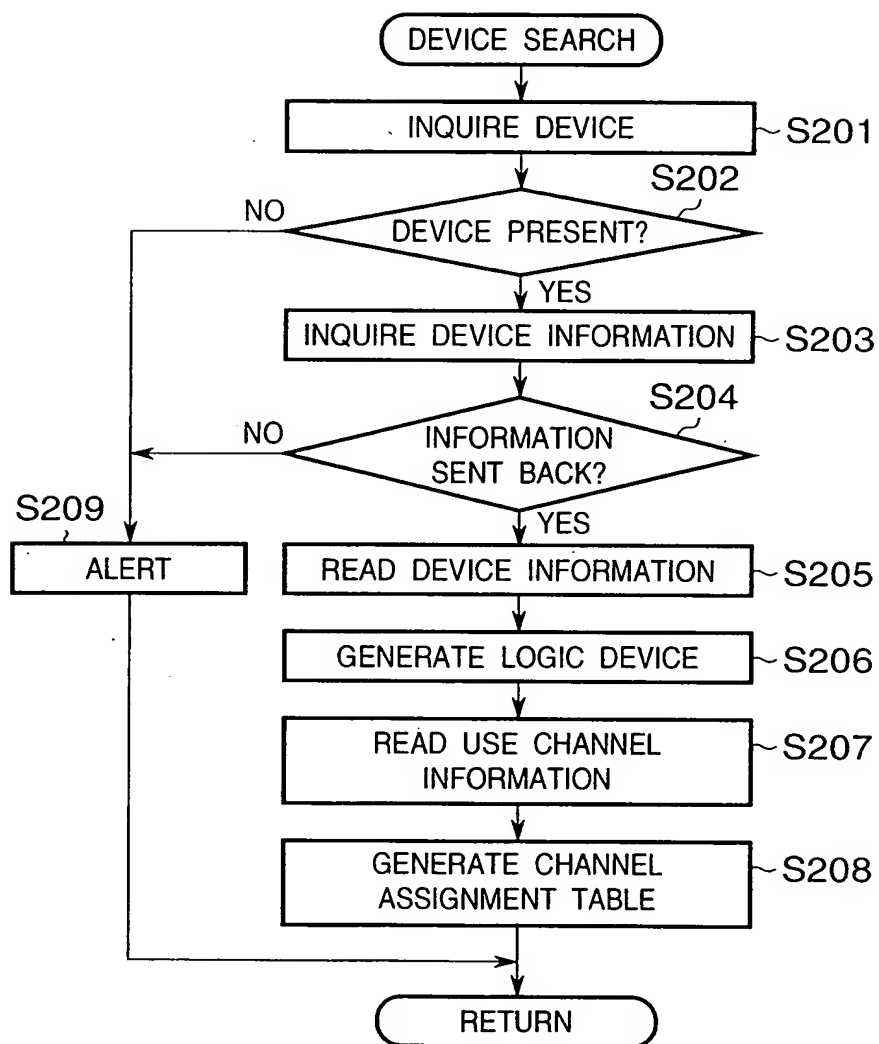 DEVICE SEARCH
INQUIRE DEVICE
S201
S202
NO
DEVICE PRESENT?
YES
INQUIRE DEVICE INFORMATION
S203
S204
NO
INFORMATION
SENT BACK?
YES
S209
ALERT
READ DEVICE INFORMATION
S205
GENERATE LOGIC DEVICE
S206
READ USE CHANNEL
INFORMATION
S207
GENERATE CHANNEL
ASSIGNMENT TABLE
S208
RETURN